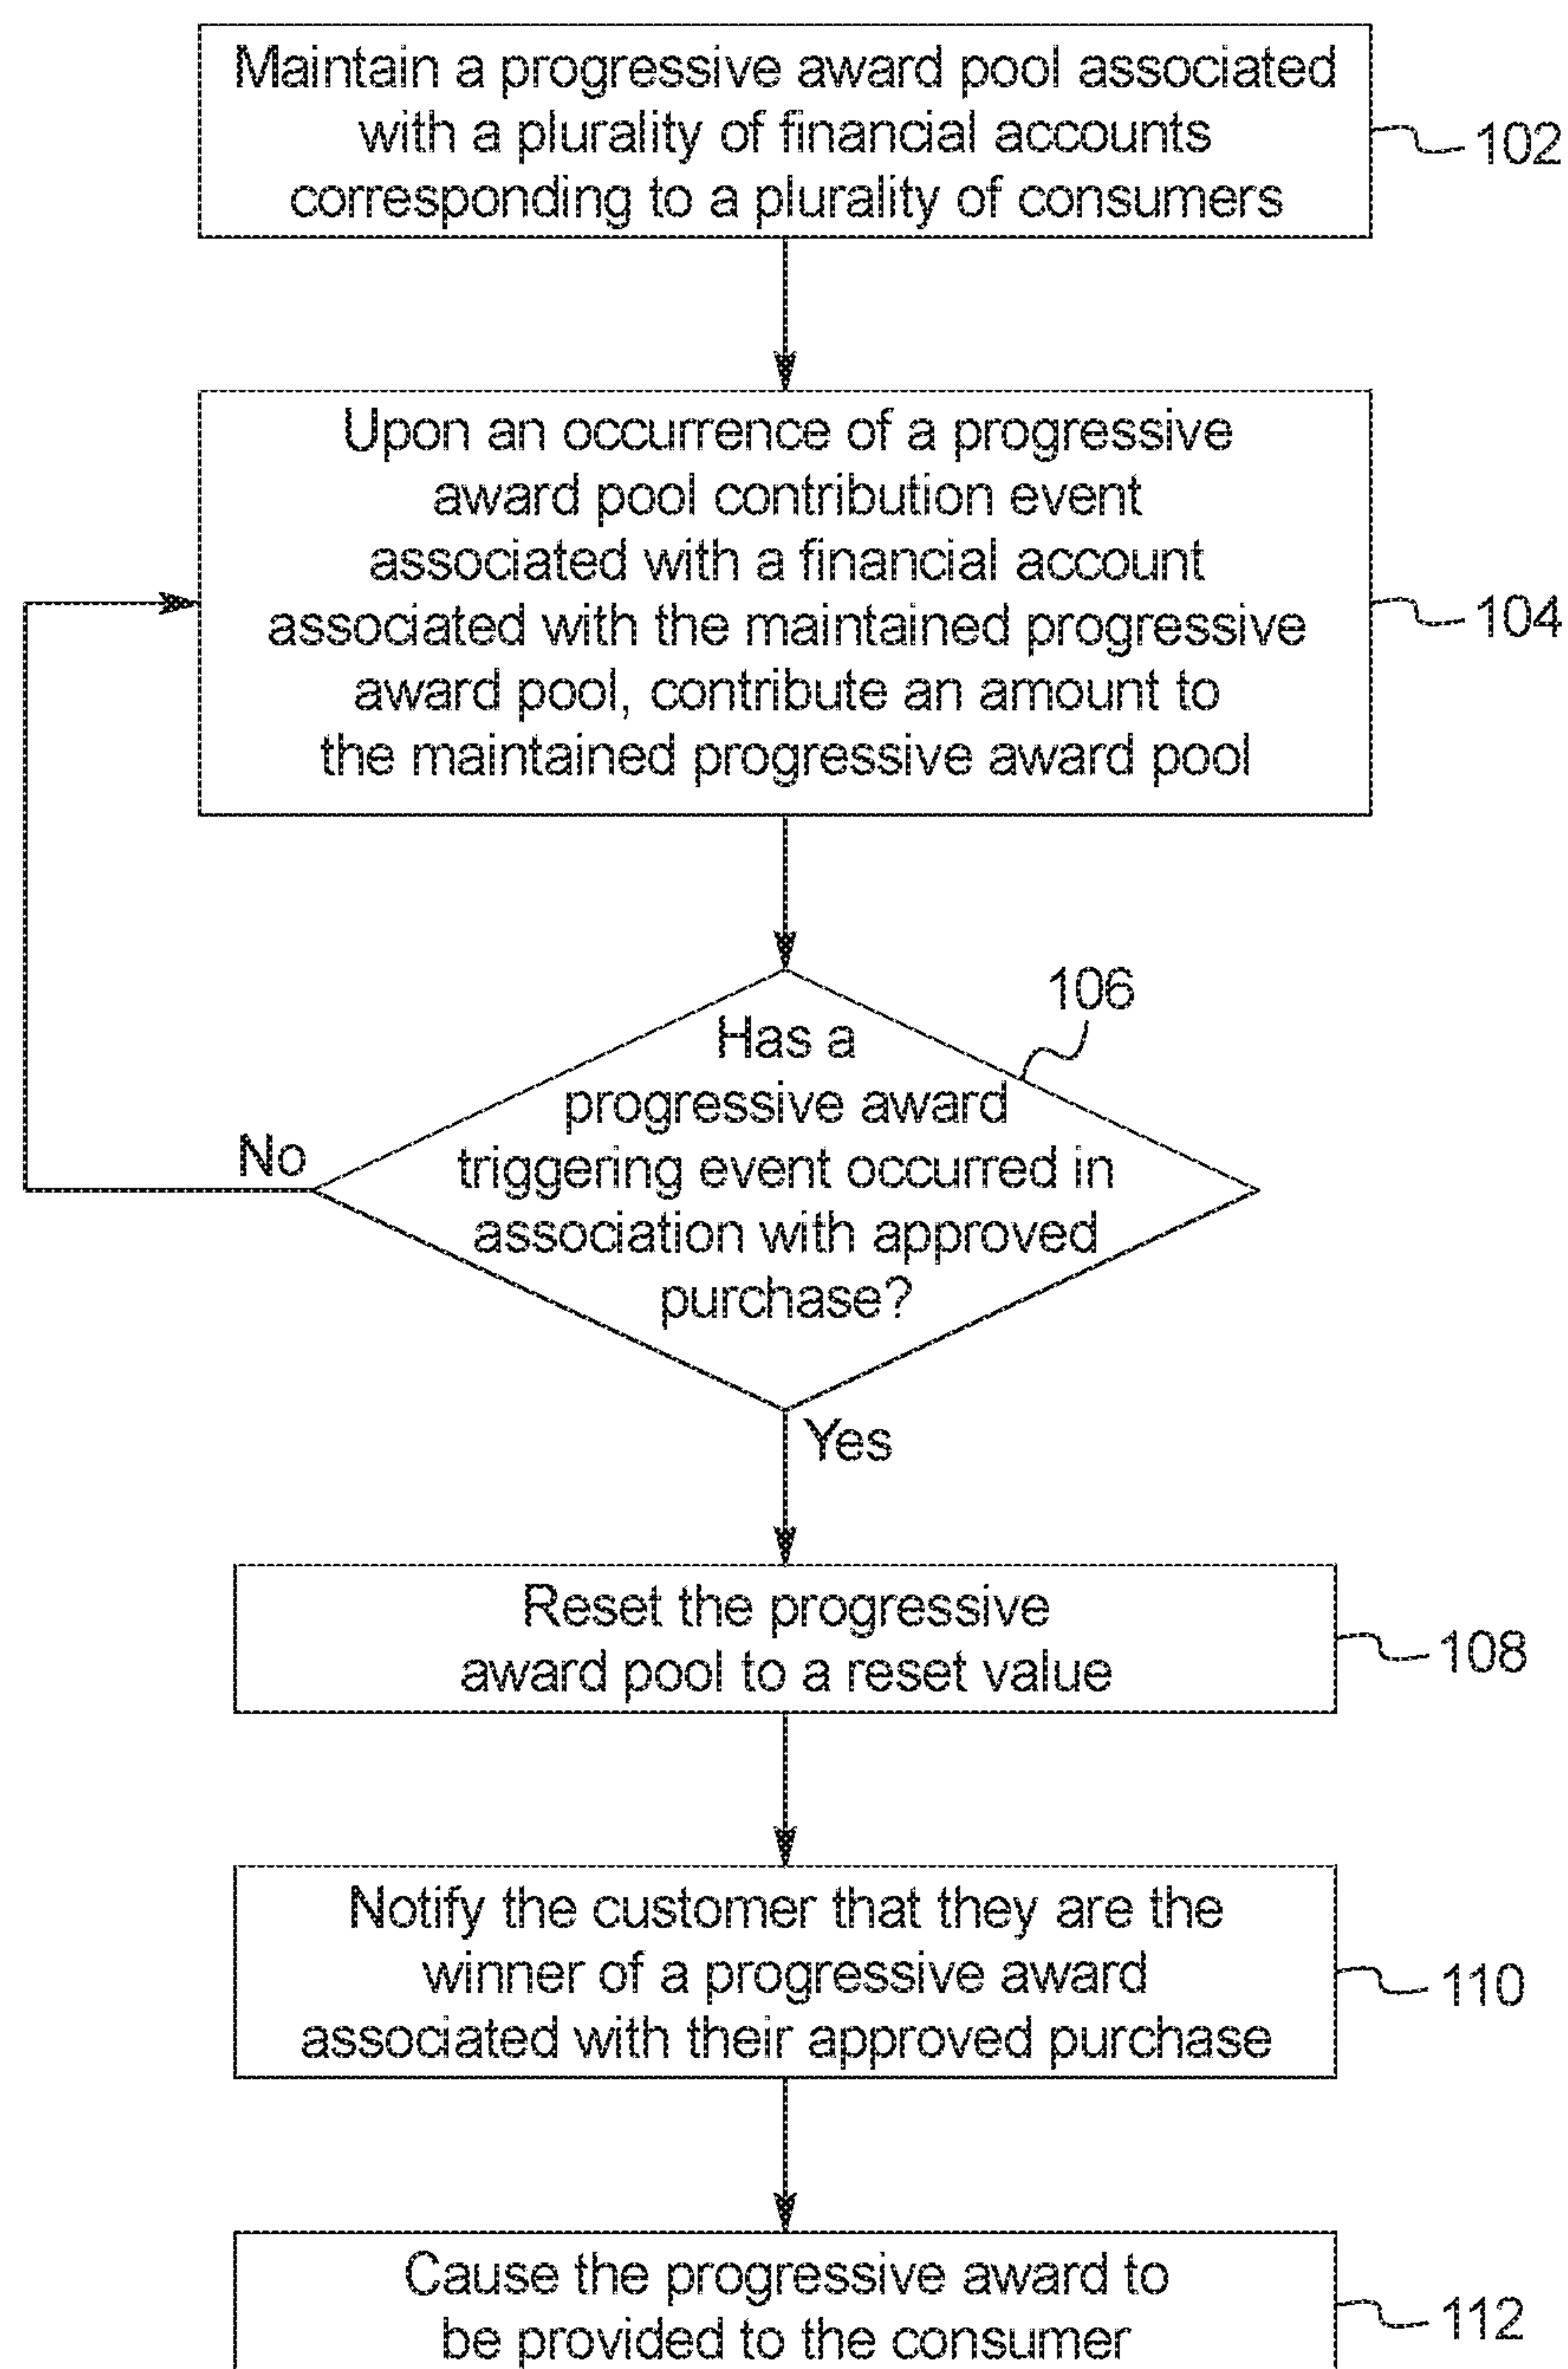 Maintain a progressive award pool associated
with a plurality of financial accounts
corresponding to a plurality of consumers
102
Upon an occurrence of a progressive
award pool contribution event
associated with a financial account
associated with the maintained progressive
award pool, contribute an amount to
the maintained progressive award pool
104
106
Has a
progressive award
triggering event occurred in
association with approved
purchase?
No
Yes
Reset the progressive
award pool to a reset value
108
Notify the customer that they are the
winner of a progressive award
associated with their approved purchase
110
Cause the progressive award to
be provided to the consumer
112